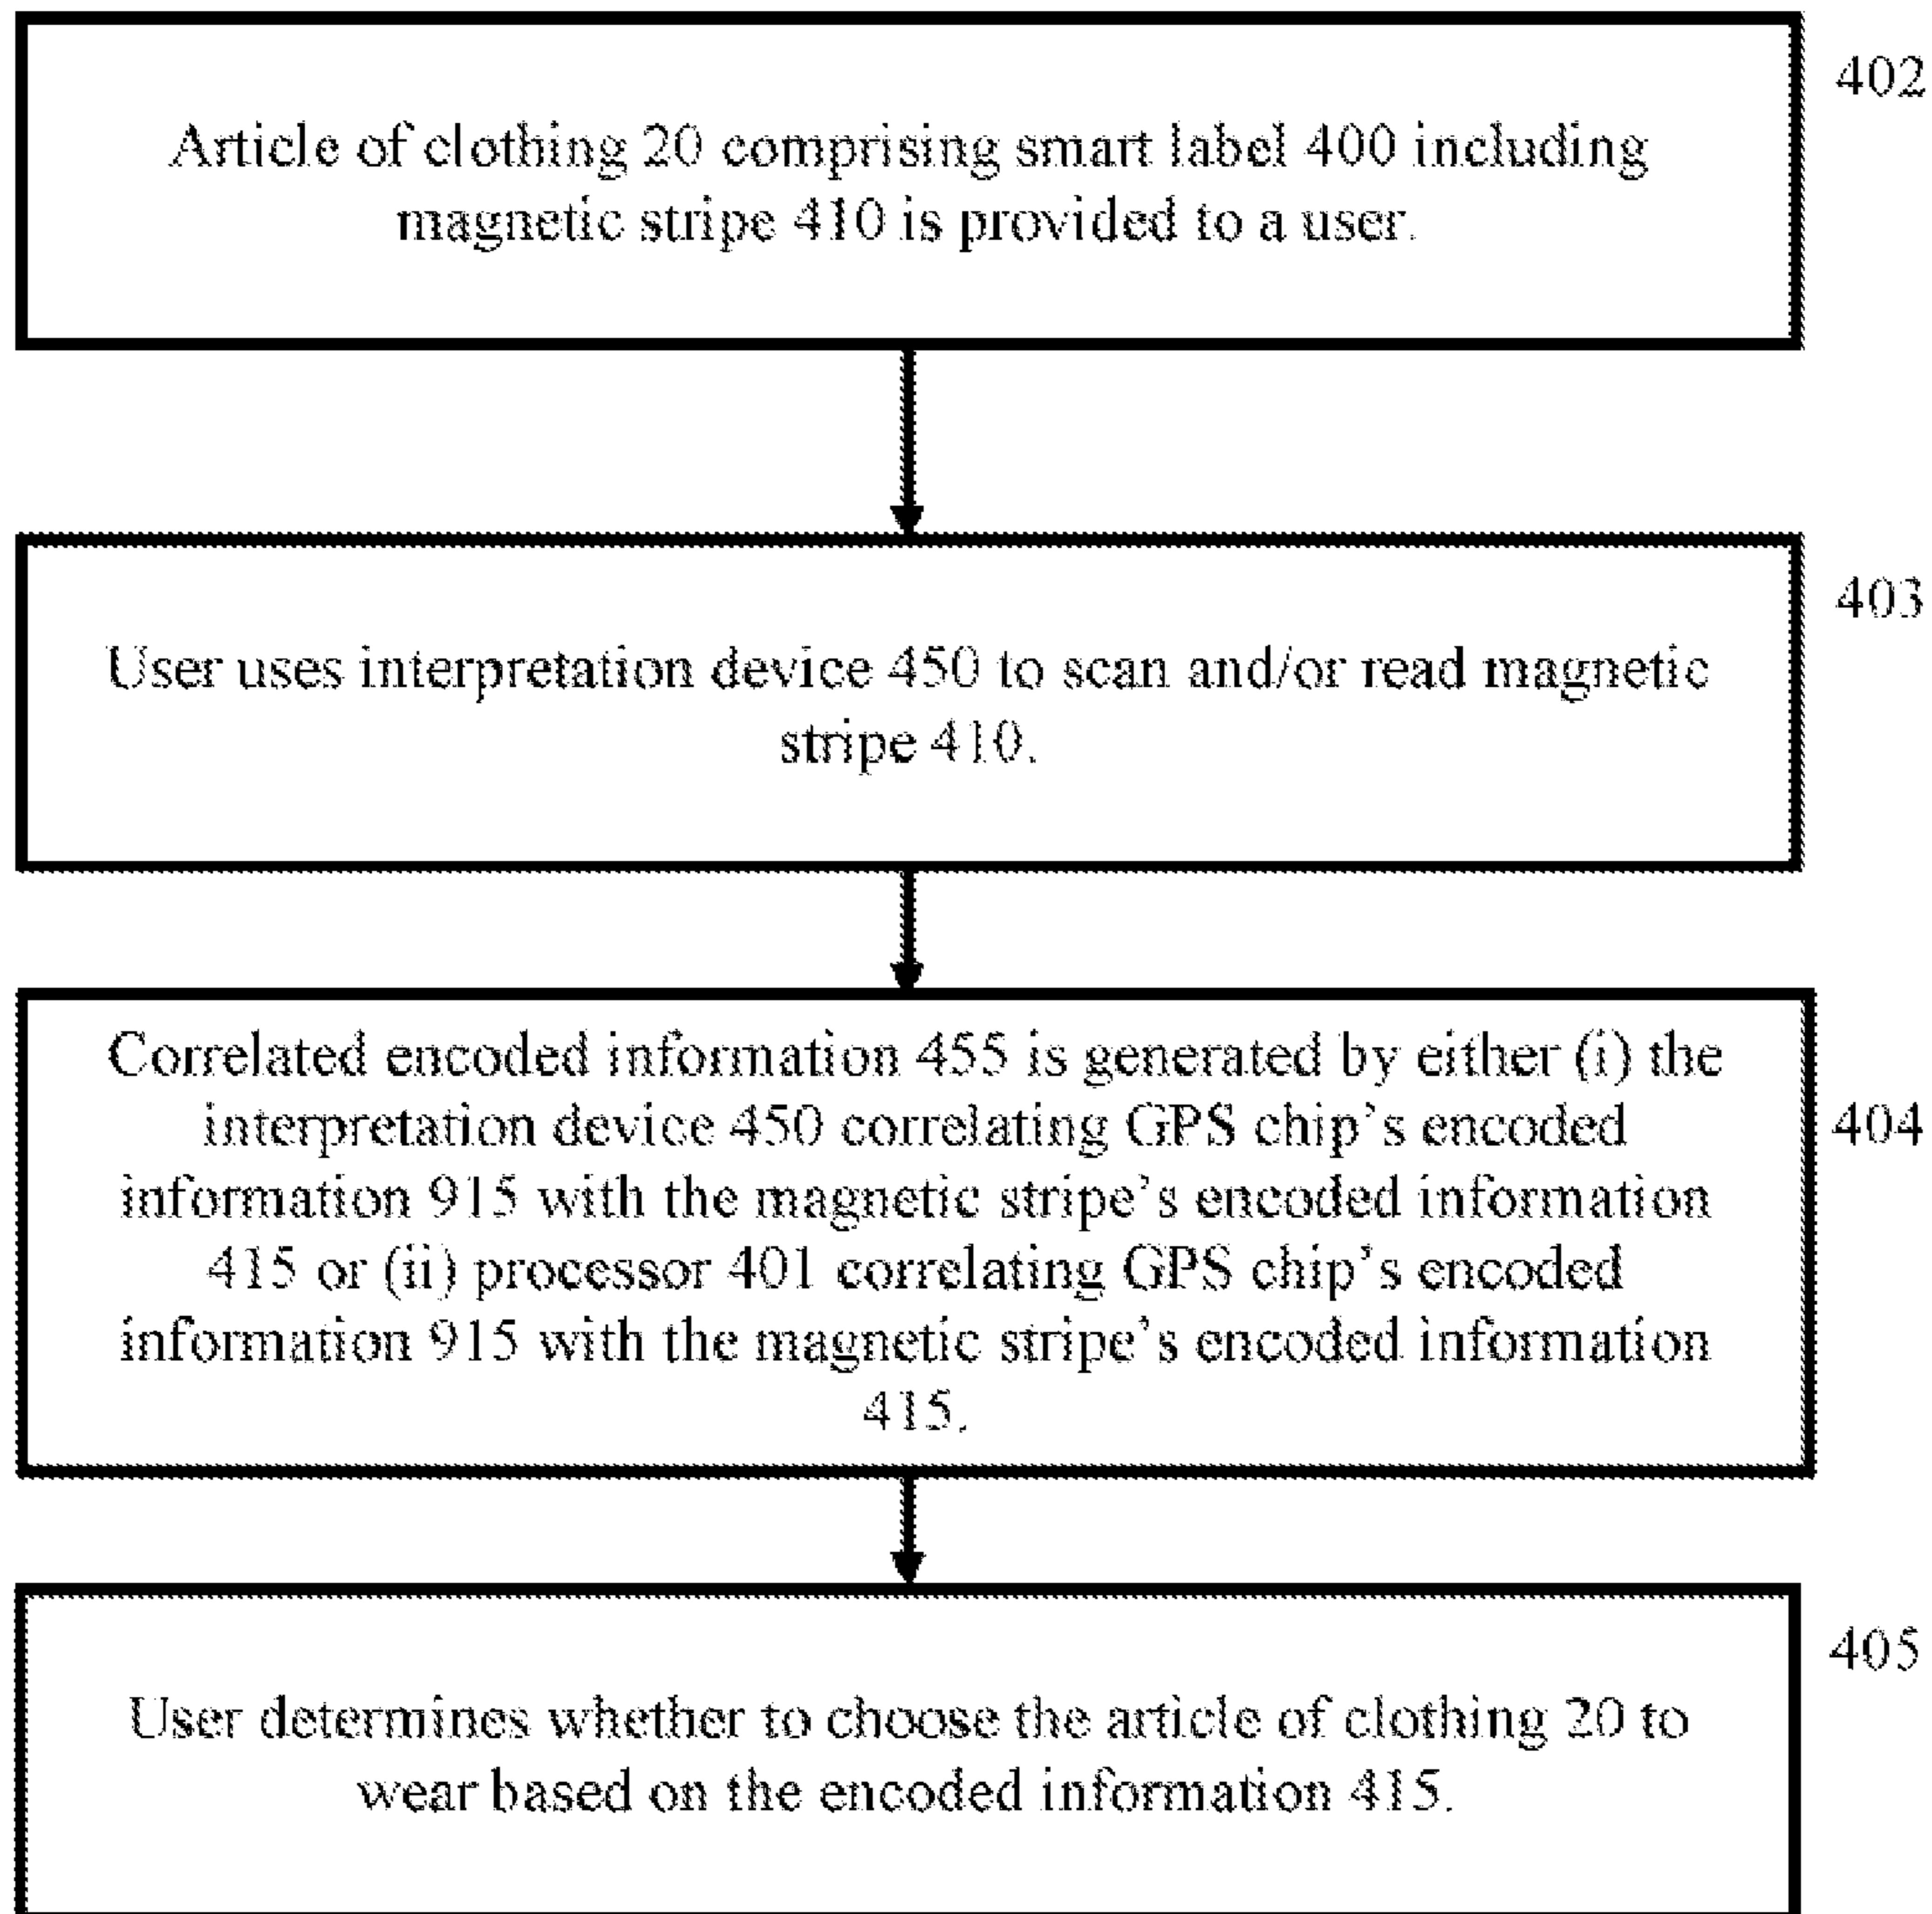 402
Article of clothing 20 comprising smart label 400 including
magnetic stripe 410 is provided to a user.
403
User uses interpretation device 450 to scan and/or read magnetic
stripe 410.
Correlated encoded information 455 is generated by either (i) the
interpretation device 450 correlating GPS chip's encoded
404
information 915 with the magnetic stripe's encoded information
415 or (ii) processor 401 correlating GPS chip's encoded
information 915 with the magnetic stripe's encoded information
415.
405
User determines whether to choose the article of clothing 20 to
wear based on the encoded information 415.